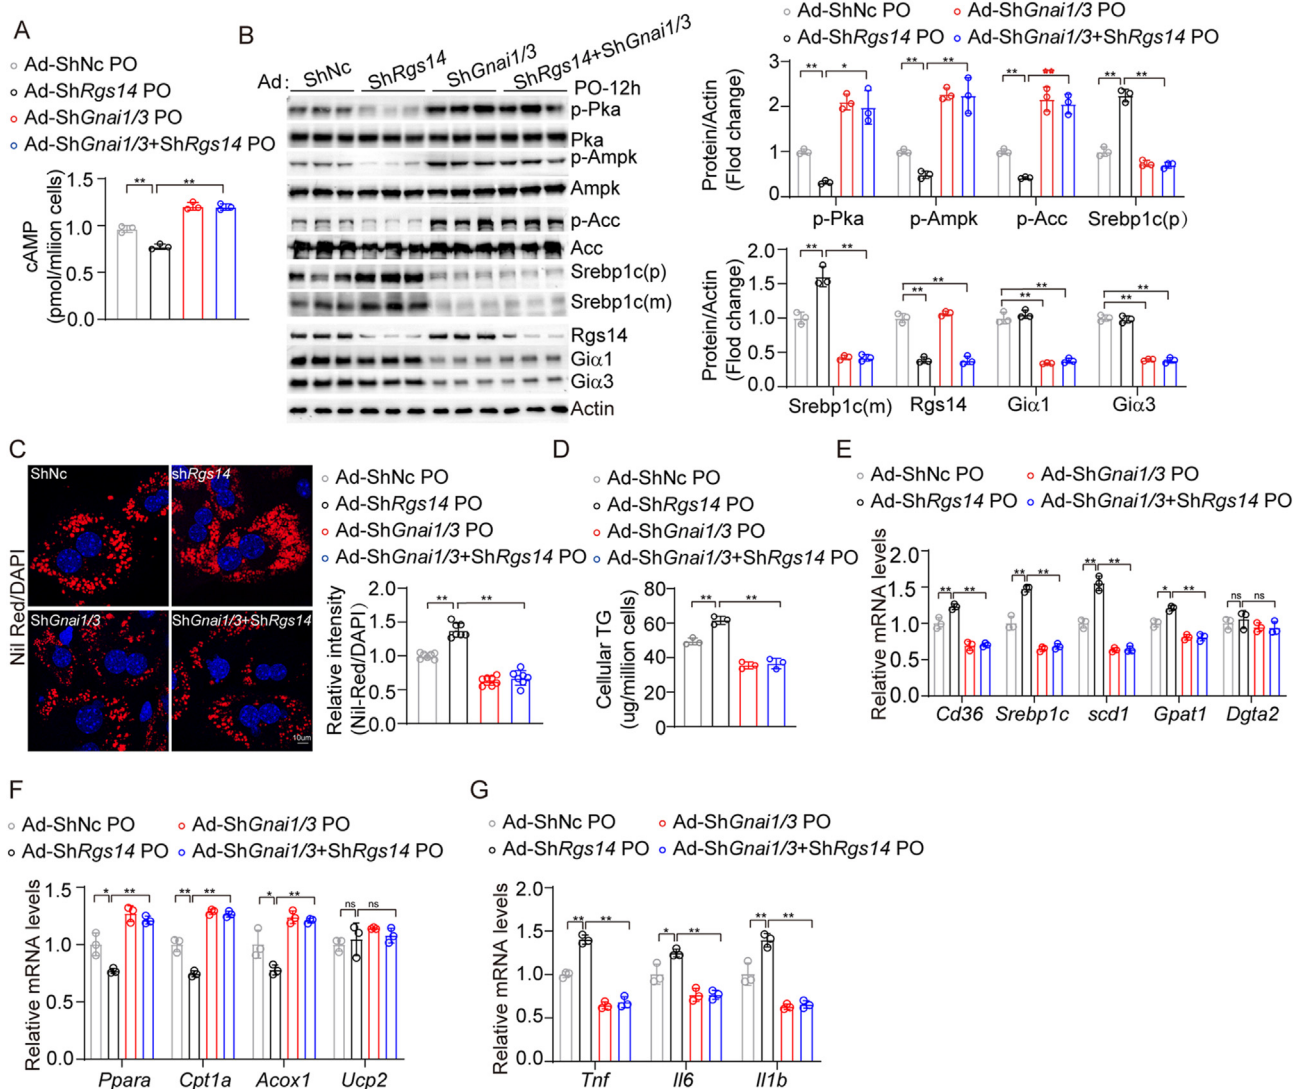 A
Ad-ShNc PO
Ad-ShRgs14 PO
Ad-ShGnai1/3 PO
Ad-ShGnai1/3+ShRgs14 PO
cAMP
(pmol/milion cells)
1.5
1.0
0.5
0.0
** **
B
Ad: ShNc ShRgs14 ShGnai1/3 ShRgs14+ShGnai1/3
PO-12h
p-Pka
Pka
p-Ampk
Ampk
p-Acc
Acc
Srebp1c(p)
Srebp1c(m)
Rgs14
Giα1
Giα3
Actin
Ad-ShNc PO Ad-ShGnai1/3 PO
Ad-ShRgs14 PO Ad-ShGnai1/3+ShRgs14 PO
Protein/Actin
(Flod change)
3
2
1
0
** * ** ** ** ** ** **
p-Pka p-Ampk p-Acc Srebp1c(p)
Protein/Actin
(Flod change)
2.0
1.5
1.0
0.5
0.0
** ** ** ** ** ** ** **
Srebp1c(m) Rgs14 Giα1 Giα3
C
Nil Red/DAPI
ShNc shRgs14
ShGnai1/3 ShGnai1/3+ShRgs14
10um
Ad-ShNc PO
Ad-ShRgs14 PO
Ad-ShGnai1/3 PO
Ad-ShGnai1/3+ShRgs14 PO
Relative intensity
(Nil-Red/DAPI)
2.0
1.5
1.0
0.5
0.0
** **
D
Ad-ShNc PO
Ad-ShRgs14 PO
Ad-ShGnai1/3 PO
Ad-ShGnai1/3+ShRgs14 PO
Cellular TG
(ug/million cells)
80
60
40
20
0
** **
E
Ad-ShNc PO Ad-ShGnai1/3 PO
Ad-ShRgs14 PO Ad-ShGnai1/3+ShRgs14 PO
Relative mRNA levels
2.0
1.5
1.0
0.5
0.0
** ** ** ** ** ** * ** ns ns
Cd36 Srebp1c scd1 Gpat1 Dgta2
F
Ad-ShNc PO Ad-ShGnai1/3 PO
Ad-ShRgs14 PO Ad-ShGnai1/3+ShRgs14 PO
Relative mRNA levels
1.5
1.0
0.5
0.0
* ** ** ** * ** ns ns
Ppara Cpt1a Acox1 Ucp2
G
Ad-ShNc PO Ad-ShGnai1/3 PO
Ad-ShRgs14 PO Ad-ShGnai1/3+ShRgs14 PO
Relative mRNA levels
2.0
1.5
1.0
0.5
0.0
** ** * ** ** **
Tnf Il6 Il1b